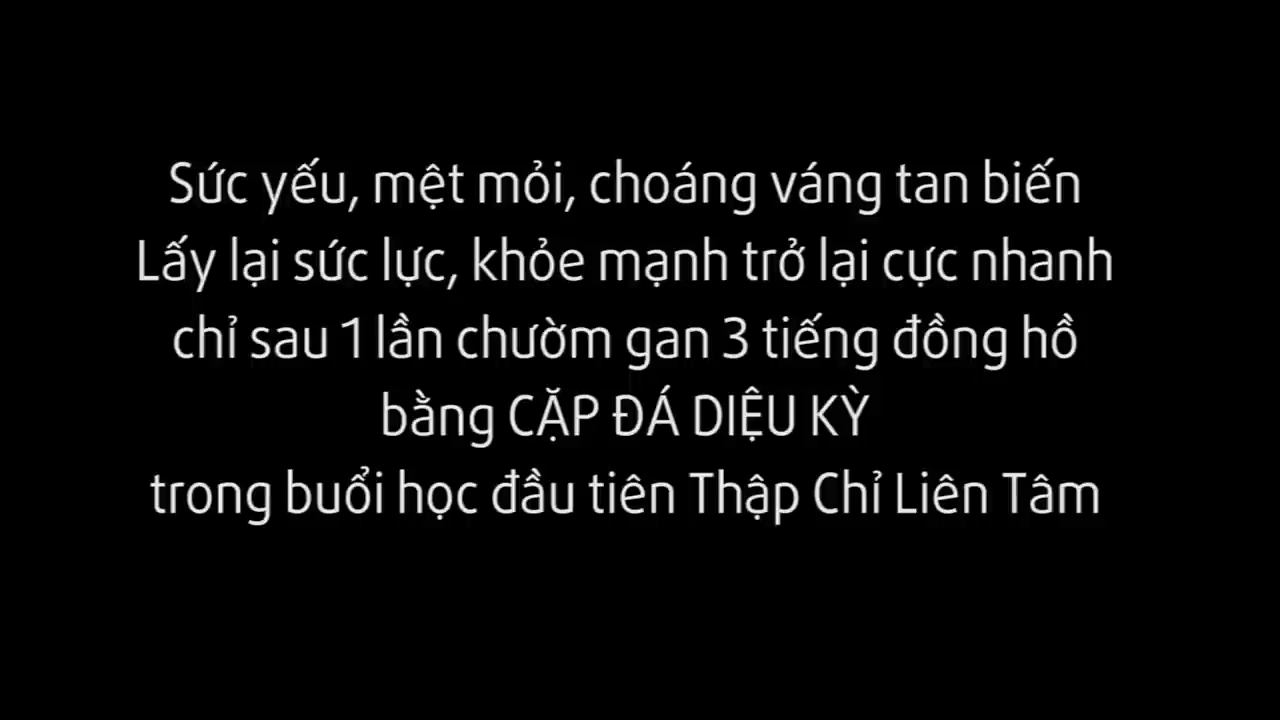 Sức yếu, mệt mỏi, choáng váng tan biến
Lấy lại sức lực, khỏe mạnh trở lại cực nhanh
chỉ sau 1 lần chườm gan 3 tiếng đồng hồ
bằng CẶP ĐÁ DIỆU KỲ
trong buổi học đầu tiên Thập Chỉ Liên Tâm